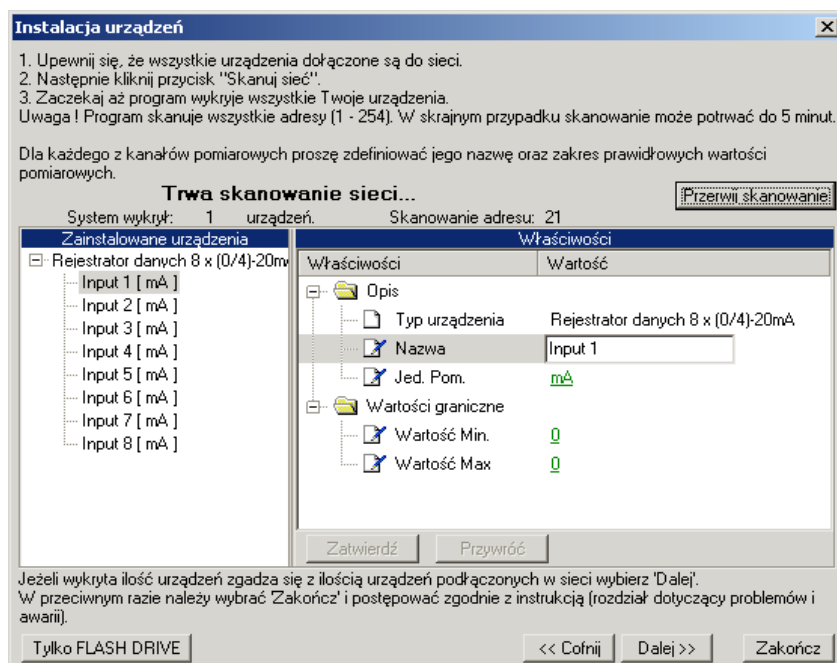 Instalacja urządzeń
1. Upewnij się, że wszystkie urządzenia dołączone są do sieci.
2. Następnie kliknij przycisk "Skanuj sieć".
3. Zaczekaj aż program wykryje wszystkie Twoje urządzenia.
Uwaga ! Program skanuje wszystkie adresy (1 - 254). W skrajnym przypadku skanowanie może potrwać do 5 minut.
Dla każdego z kanałów pomiarowych proszę zdefiniować jego nazwę oraz zakres prawidłowych wartości
pomiarowych.
Trwa skanowanie sieci...
Przerwij skanowanie
System wykrył: 1 urządzeń. Skanowanie adresu: 21
Zainstalowane urządzenia
Rejestrator danych 8 x (0/4)-20m
Input 1 [ mA ]
Input 2 [ mA ]
Input 3 [ mA ]
Input 4 [ mA ]
Input 5 [ mA ]
Input 6 [ mA ]
Input 7 [ mA ]
Input 8 [ mA ]
Właściwości
Właściwości Wartość
Opis
Typ urządzenia Rejestrator danych 8 x (0/4)-20mA
Nazwa Input 1
Jed. Pom. mA
Wartości graniczne
Wartość Min. 0
Wartość Max 0
Zatwierdź Przywróć
Jeżeli wykryta ilość urządzeń zgadza się z ilością urządzeń podłączonych w sieci wybierz 'Dalej'.
W przeciwnym razie należy wybrać 'Zakończ' i postępować zgodnie z instrukcją (rozdział dotyczący problemów i
awarii).
Tylko FLASH DRIVE << Cofnij Dalej >> Zakończ